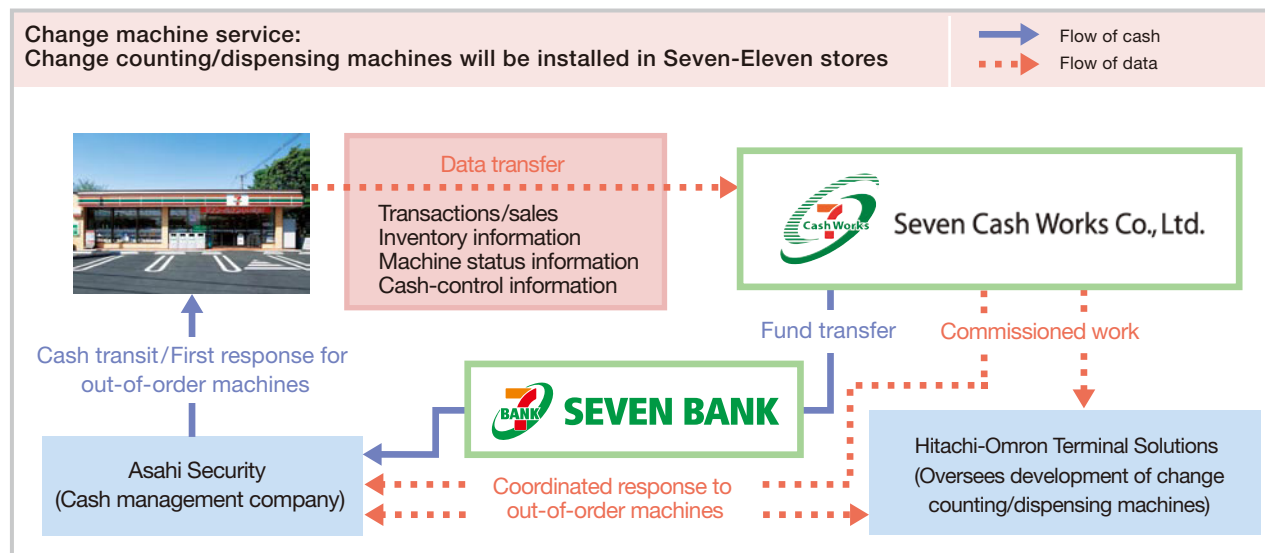 Change machine service:
Change counting/dispensing machines will be installed in Seven-Eleven stores
Flow of cash
Flow of data
Data transfer
Transactions/sales
Inventory information
Machine status information
Cash-control information
7
Cash Works
Seven Cash Works Co., Ltd.
Cash transit/First response for
out-of-order machines
Fund transfer
Commissioned work
7
BANK
SEVEN BANK
Asahi Security
(Cash management company)
Coordinated response to
out-of-order machines
Hitachi-Omron Terminal Solutions
(Oversees development of change
counting/dispensing machines)